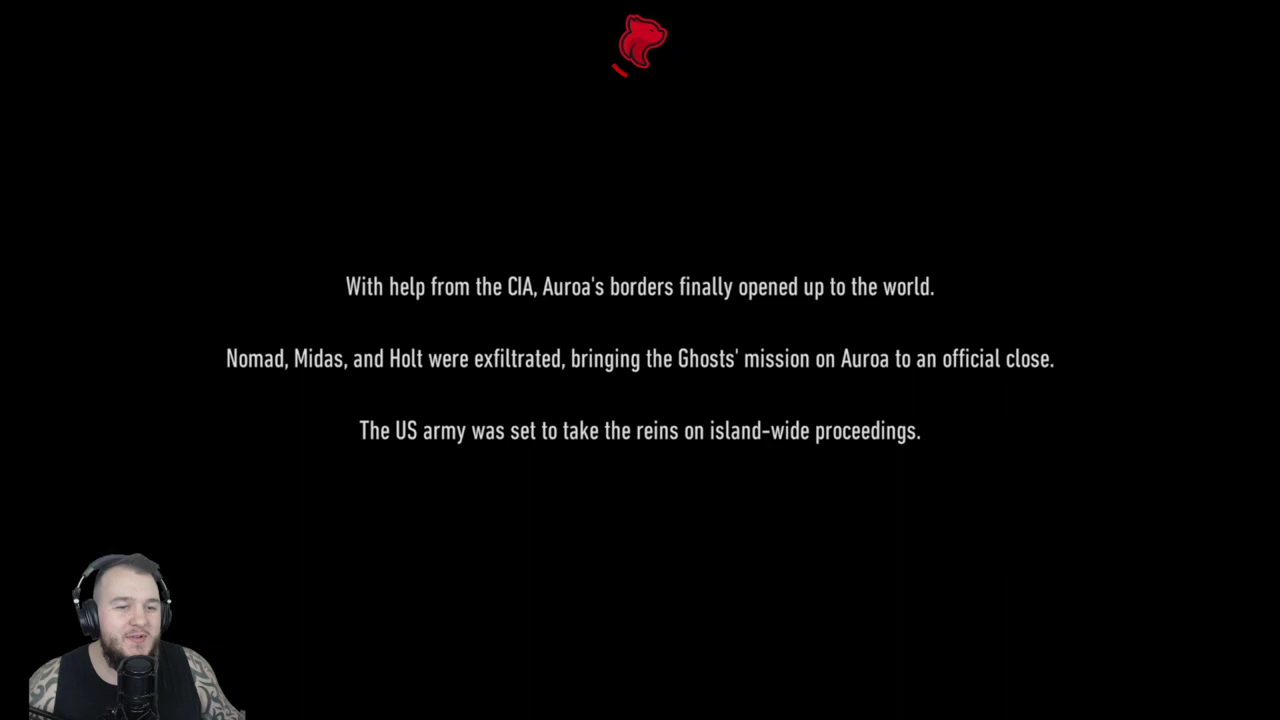 With help from the CIA, Auroa's borders finally opened up to the world.
Nomad, Midas, and Holt were exfiltrated, bringing the Ghosts' mission on Auroa to an official close.
The US army was set to take the reins on island-wide proceedings.